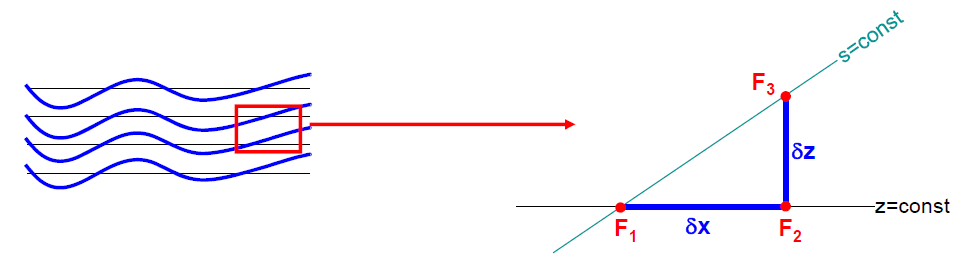 s=const
F₃
δz
z=const
F₁
δx
F₂